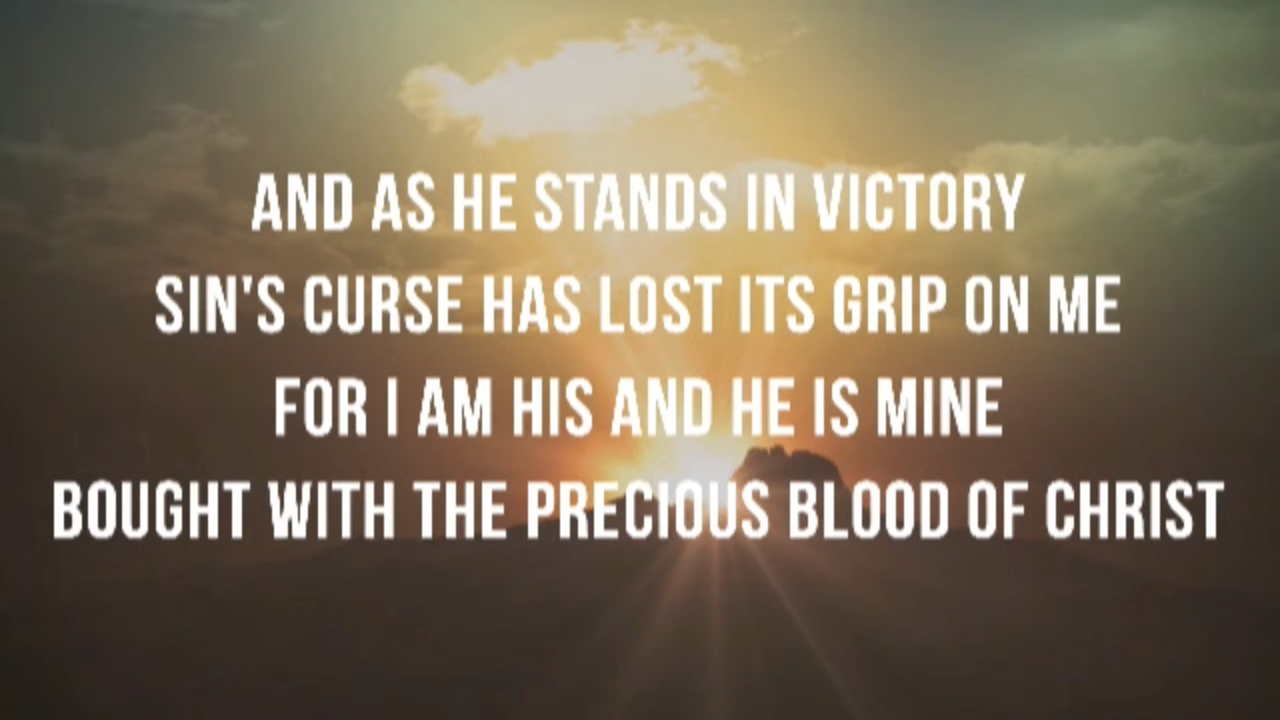 AND AS HE STANDS IN VICTORY
SIN'S CURSE HAS LOST ITS GRIP ON ME
FOR I AM HIS AND HE IS MINE
BOUGHT WITH THE PRECIOUS BLOOD OF CHRIST